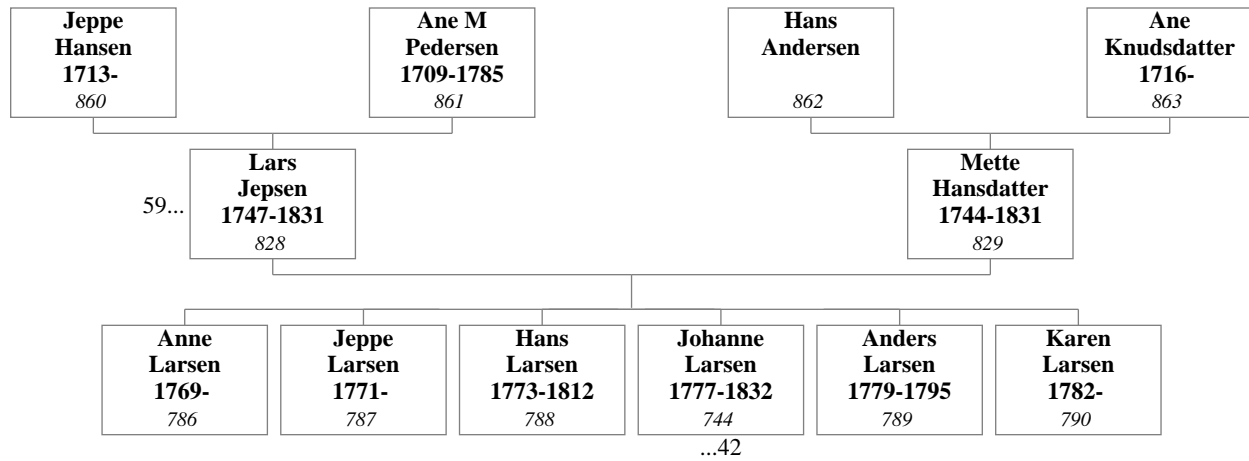 Jeppe
Hansen
1713-
860
Ane M
Pedersen
1709-1785
861
Hans
Andersen
862
Ane
Knudsdatter
1716-
863
59...
Lars
Jepsen
1747-1831
828
Mette
Hansdatter
1744-1831
829
Anne
Larsen
1769-
786
Jeppe
Larsen
1771-
787
Hans
Larsen
1773-1812
788
Johanne
Larsen
1777-1832
744
...42
Anders
Larsen
1779-1795
789
Karen
Larsen
1782-
790